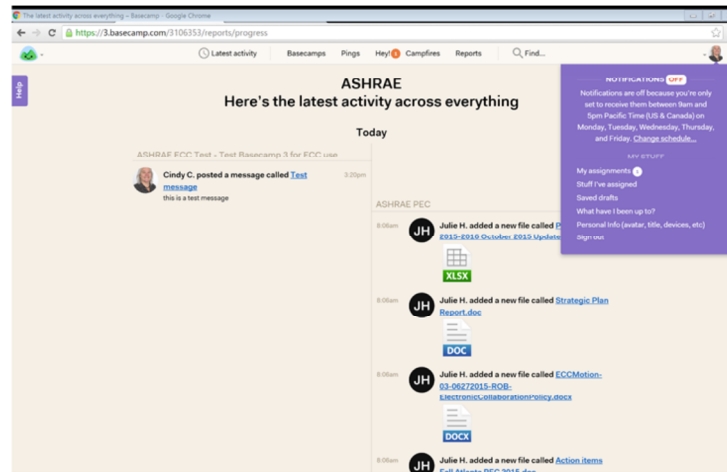 The latest activity across everything - Basecamp - Google Chrome
https://3.basecamp.com/3106353/reports/progress
Latest activity Basecamps Pings Hey! Campfires Reports Find...
Help
ASHRAE
Here's the latest activity across everything
Today
ASHRAE ECC Test - Test Basecamp 3 for ECC use
Cindy C. posted a message called Test
message
this is a test message
3:20pm
ASHRAE PEC
8:06am
Julie H. added a new file called
2015-2016 October 2015 Update
JH
XLSX
8:06am
Julie H. added a new file called Strategic Plan
Report.doc
JH
DOC
8:06am
Julie H. added a new file called ECCMotion-
03-06272015-ROB-
ElectronicCollaborationPolicy.docx
JH
DOCX
8:06am
Julie H. added a new file called Action items
Fall Atlanta PEC 2015.doc
JH
NOTIFICATIONS OFF
Notifications are off because you're only
set to receive them between 9am and
5pm Pacific Time (US & Canada) on
Monday, Tuesday, Wednesday, Thursday,
and Friday. Change schedule...
MY STUFF
My assignments
Stuff I've assigned
Saved drafts
What have I been up to?
Personal Info (avatar, title, devices, etc)
Sign out